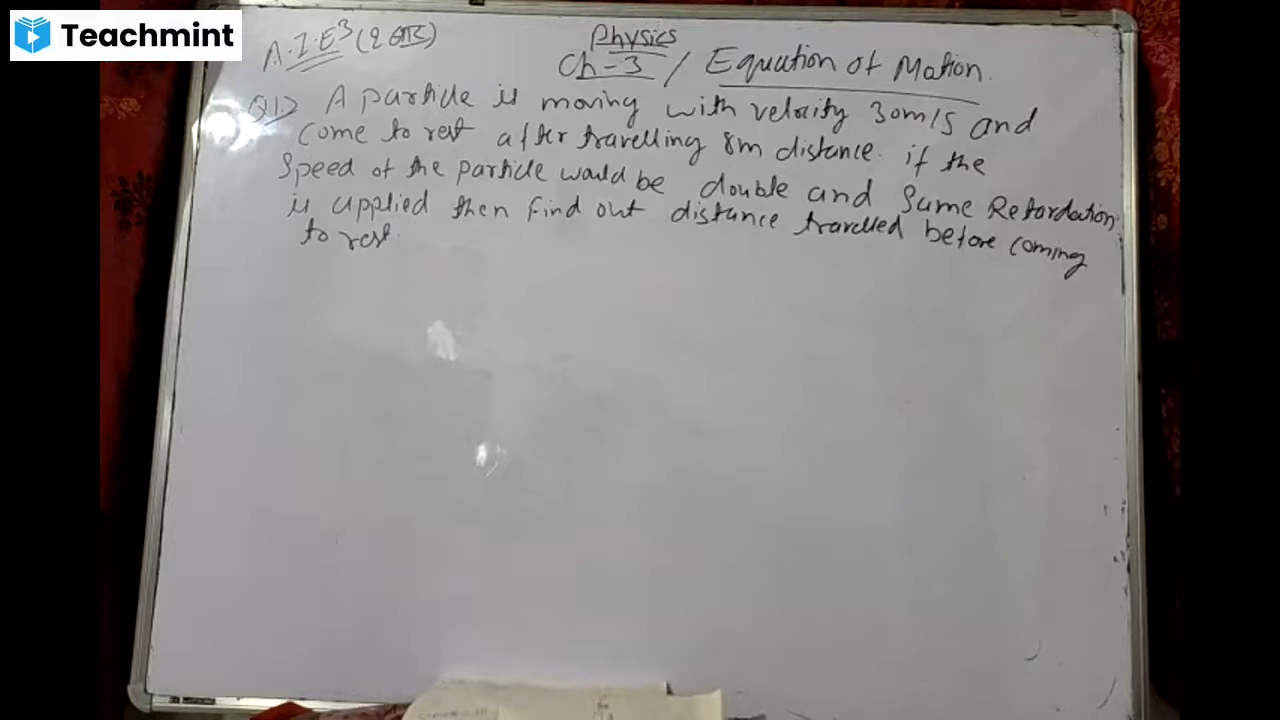 Teachmint
A.I.E³
Physics
Ch-3 / Equation of Motion.
Q1) A particle is moving with velocity 30m/s and
come to rest after travelling 8m distance. if the
Speed of the particle would be double and Same Retardation
is applied then find out distance travelled before coming
to rest.